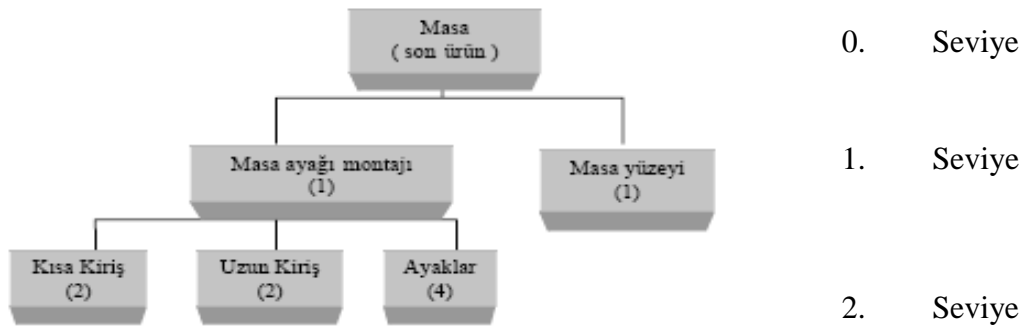 Masa
( son ürün )
0. Seviye
Masa ayağı montajı
(1)
Masa yüzeyi
(1)
1. Seviye
Kısa Kiriş
(2)
Uzun Kiriş
(2)
Ayaklar
(4)
2. Seviye